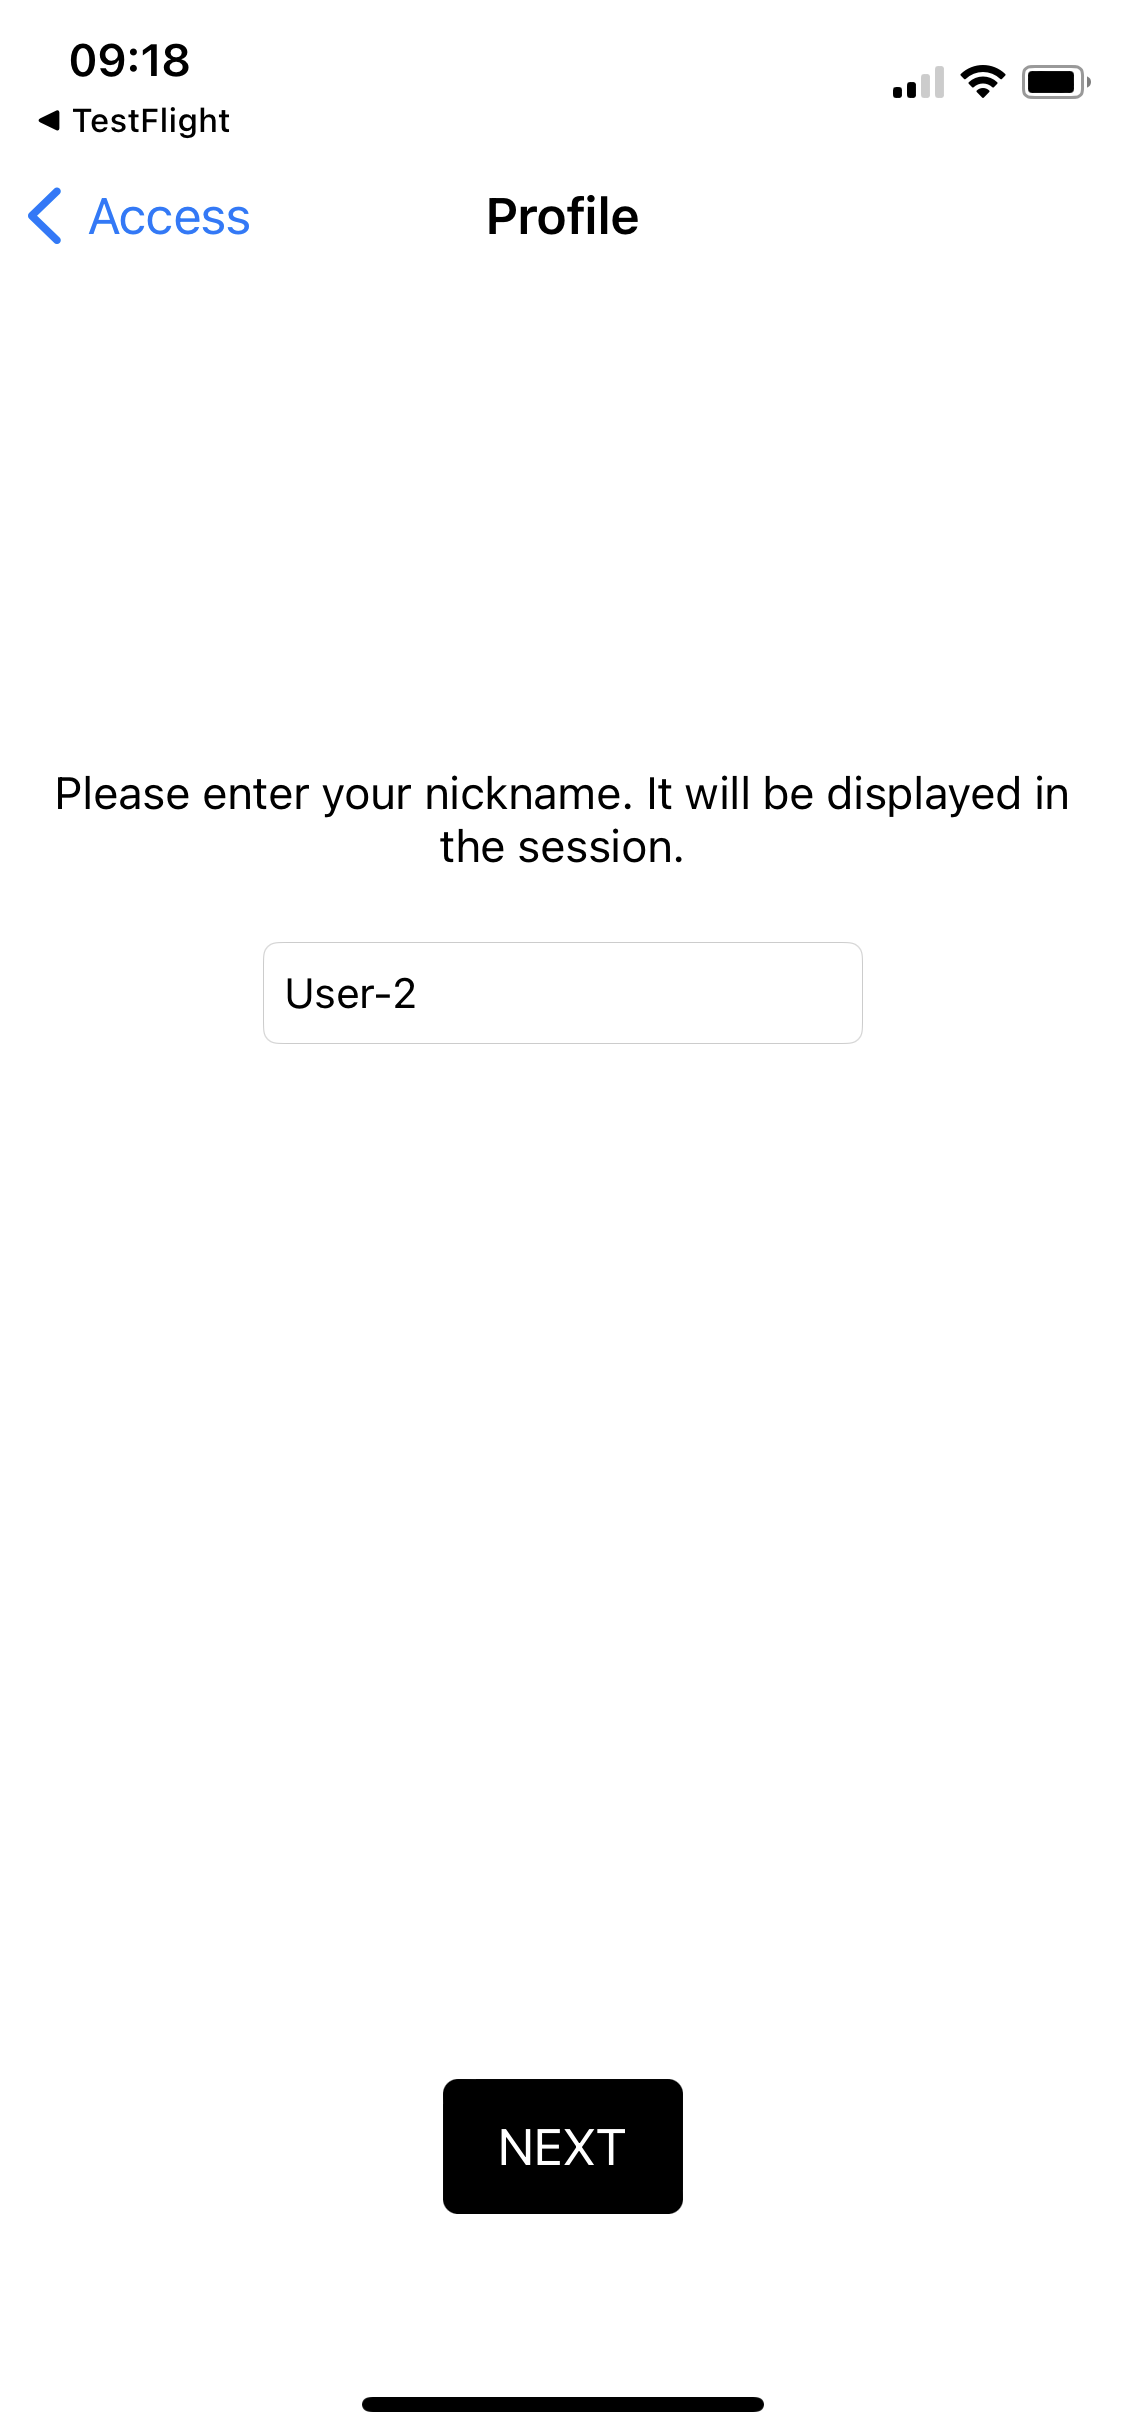 09:18
◀ TestFlight
Access
Profile
Please enter your nickname. It will be displayed in
the session.
User-2
NEXT